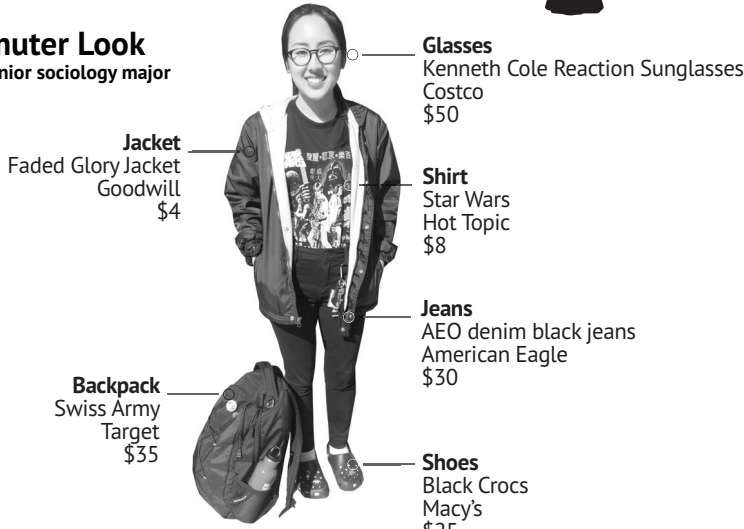 nuter Look
nior sociology major
Glasses
Kenneth Cole Reaction Sunglasses
Costco
$50
Jacket
Faded Glory Jacket
Goodwill
$4
Shirt
Star Wars
Hot Topic
$8
Jeans
AEO denim black jeans
American Eagle
$30
Backpack
Swiss Army
Target
$35
Shoes
Black Crocs
Macy's